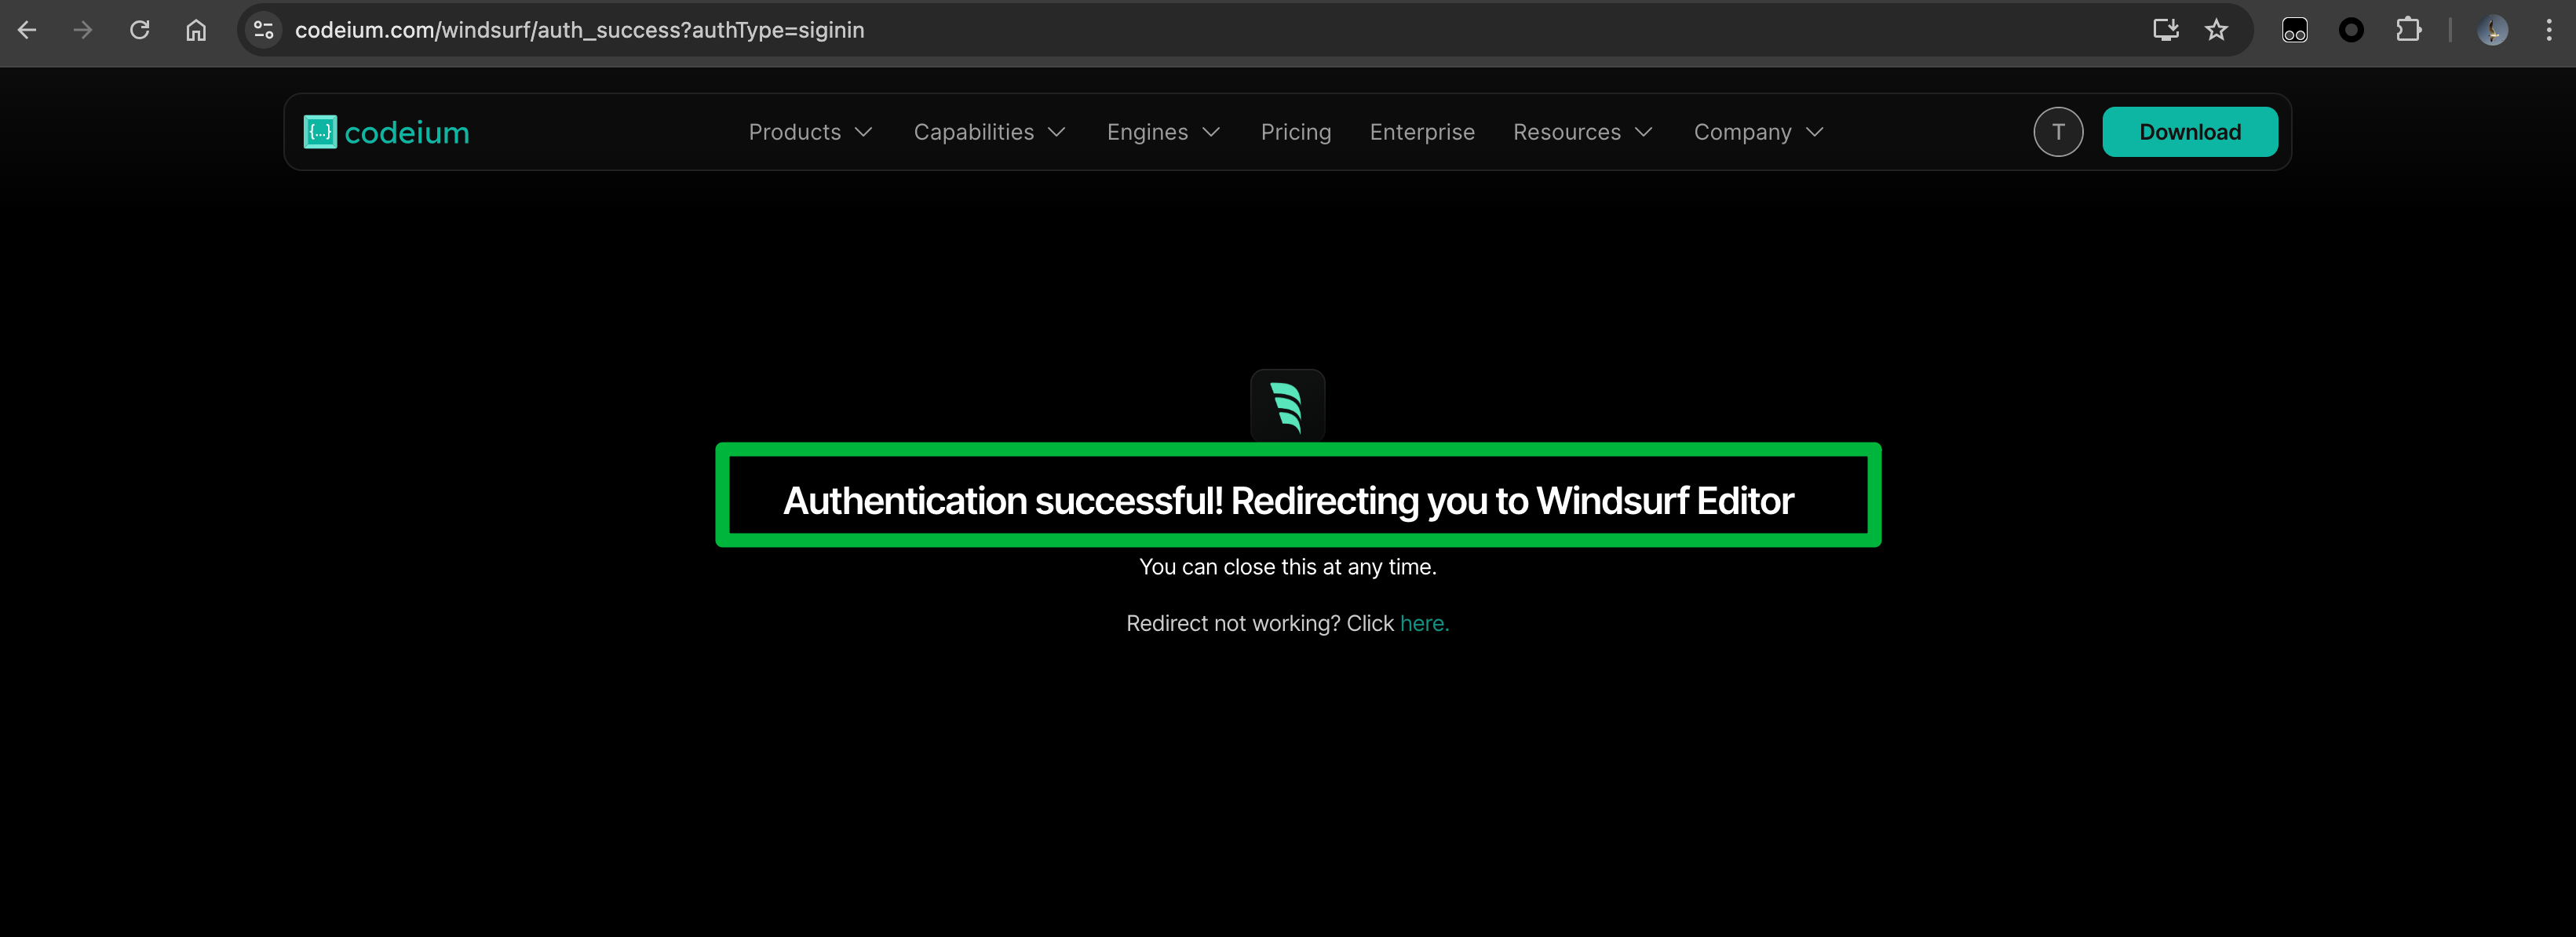 codeium.com/windsurf/auth_success?authType=siginin
{...} codeium
Products
Capabilities
Engines
Pricing
Enterprise
Resources
Company
T
Download
Authentication successful! Redirecting you to Windsurf Editor
You can close this at any time.
Redirect not working? Click here.